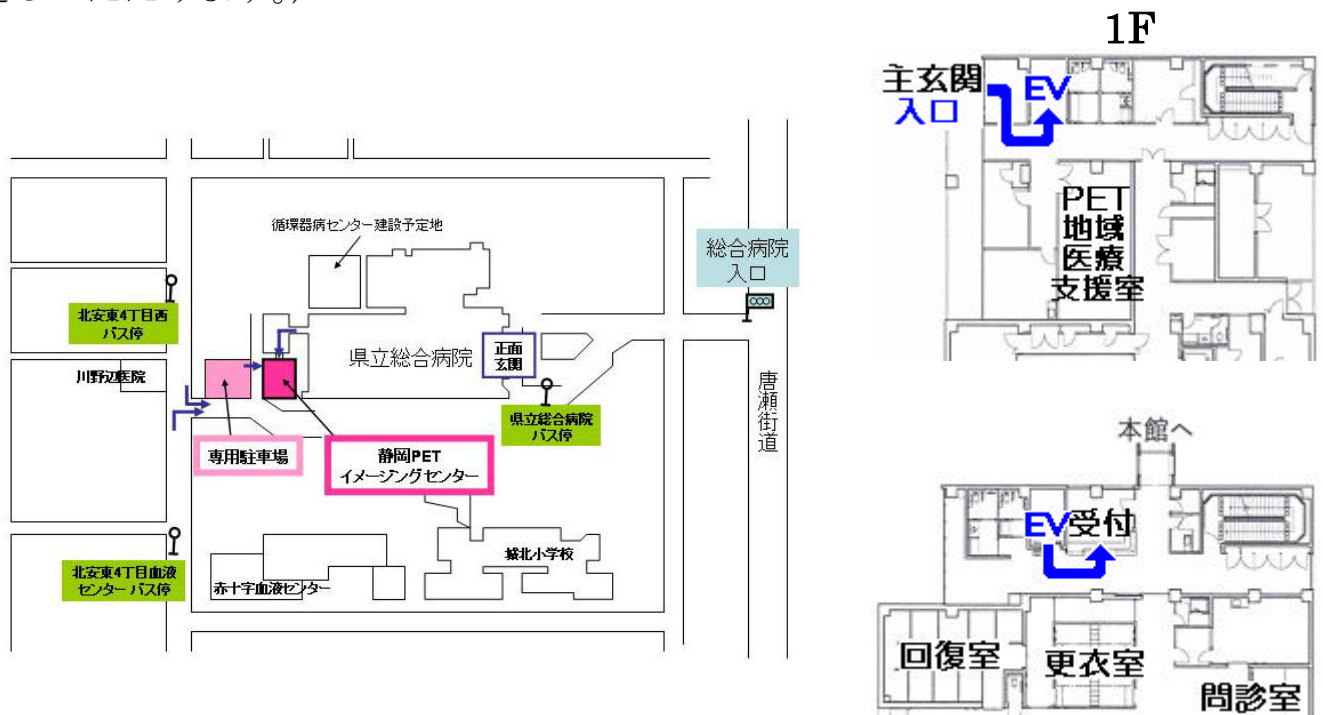 1F
主玄関
入口
EV
PET
地域
医療
支援室
循環器病センター建設予定地
総合病院
入口
北安東4丁目西
バス停
川野辺医院
県立総合病院
正面
玄関
唐瀬街道
県立総合病院
バス停
専用駐車場
静岡PET
イメージングセンター
城北小学校
北安東4丁目血液
センター バス停
赤十字血液センター
本館へ
EV受付
回復室
更衣室
問診室